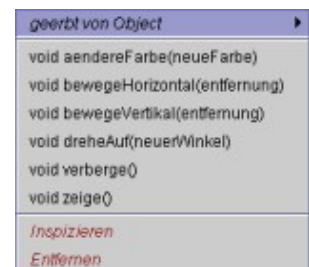 geerbt von Object
void aendereFarbe(neueFarbe)
void bewegeHorizontal(entfernung)
void bewegeVertikal(entfernung)
void dreheAuf(neuerWinkel)
void verberge()
void zeige()
Inspizieren
Entfernen